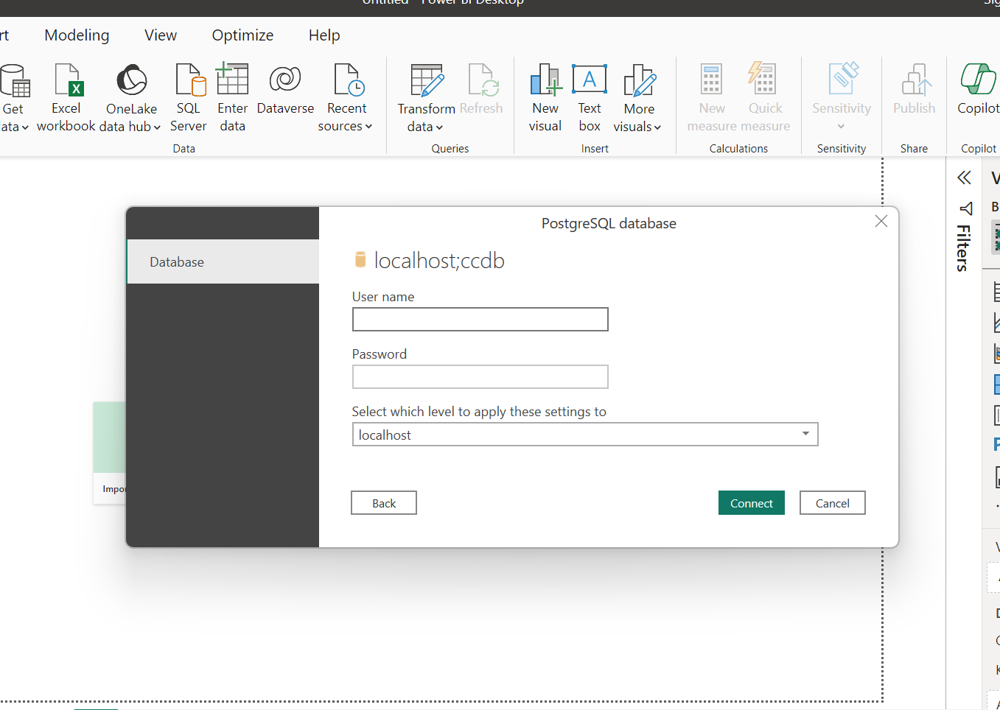 Untitled - Power BI Desktop
Modeling View Optimize Help
Get
Excel
workbook
OneLake
data hub
SQL
Server
Enter
data
Dataverse
Recent
sources
Transform
data
Refresh
New
visual
A
Text
box
More
visuals
New
measure
Quick
measure
Sensitivity
Publish
Copilot
Data
Queries
Insert
Calculations
Sensitivity
Share
Copilot
Filters
PostgreSQL database
Database
localhost;ccdb
User name
Password
Select which level to apply these settings to
localhost
Back
Connect
Cancel